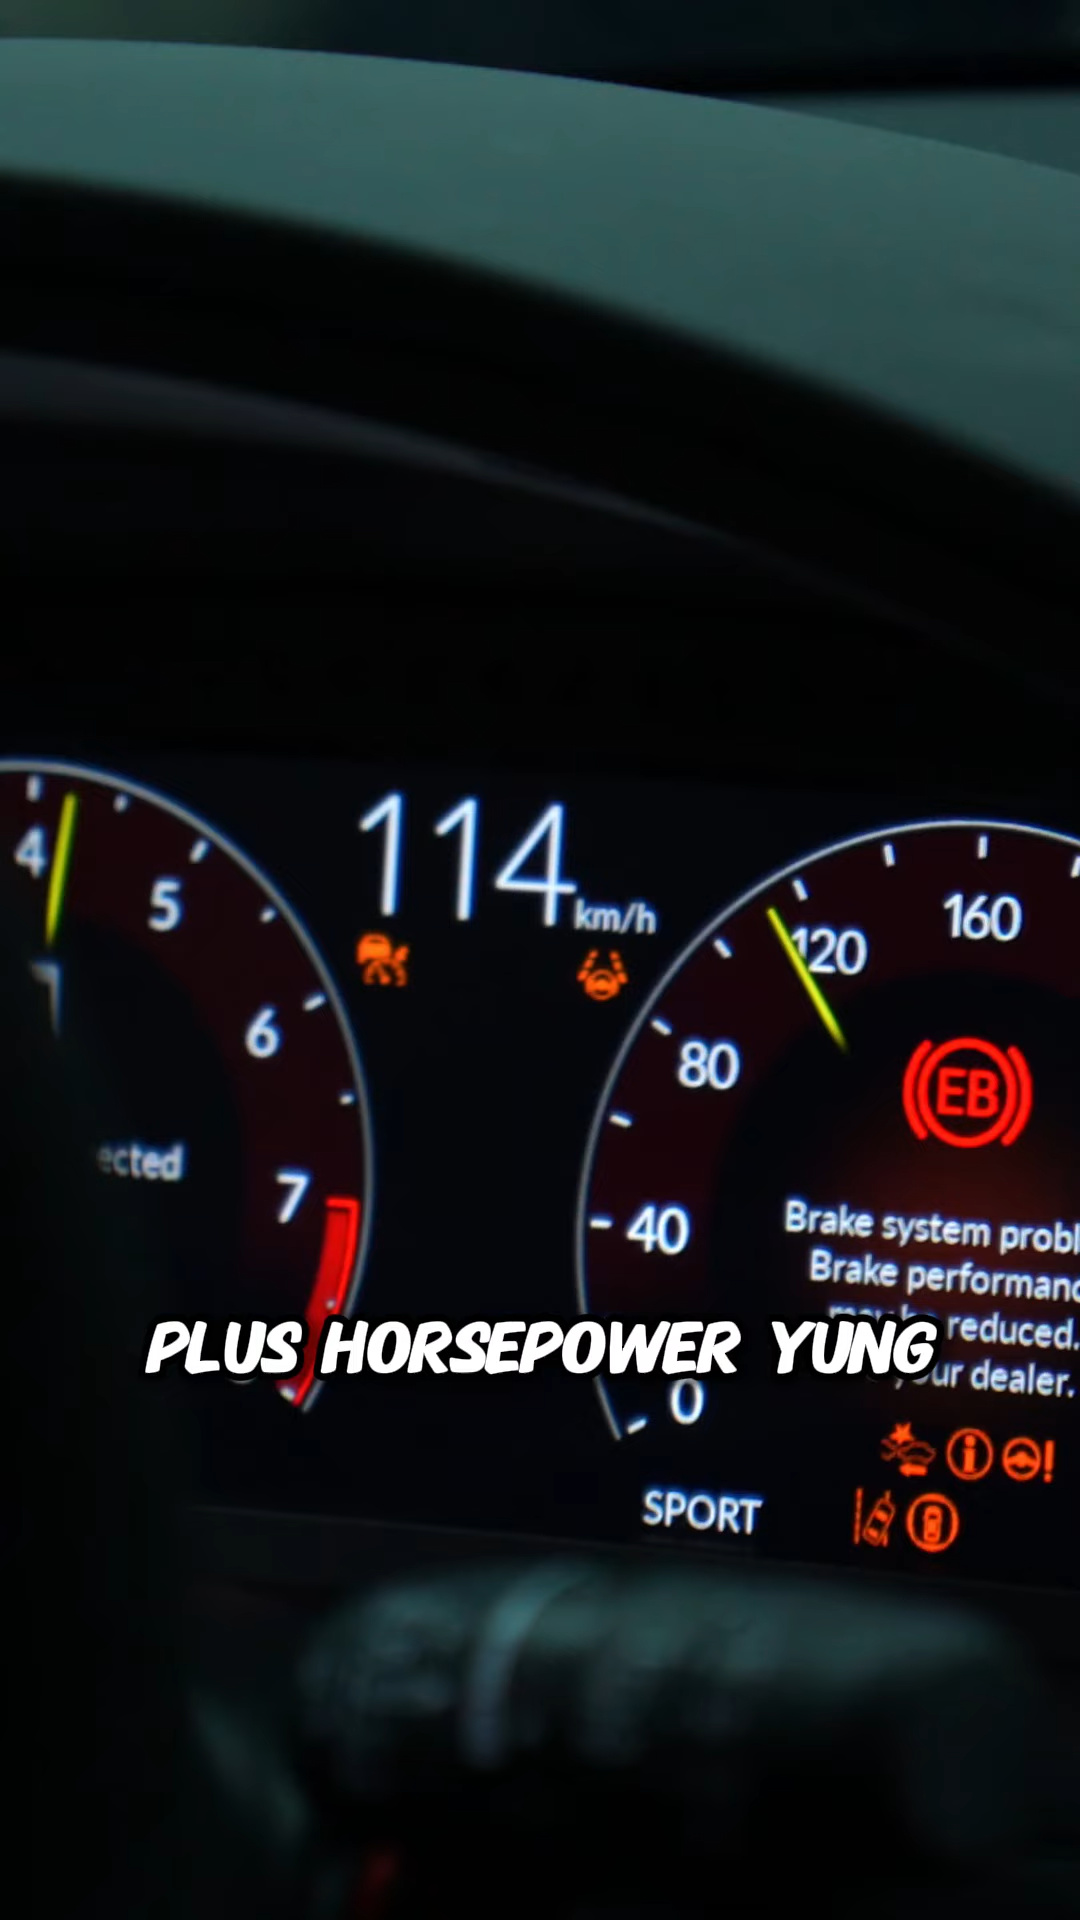 114
km/h
4
5
6
7
ected
0
40
80
120
160
EB
Brake system probl
Brake performanc
reduced.
dealer.
PLUS HORSEPOWER YUNG
SPORT